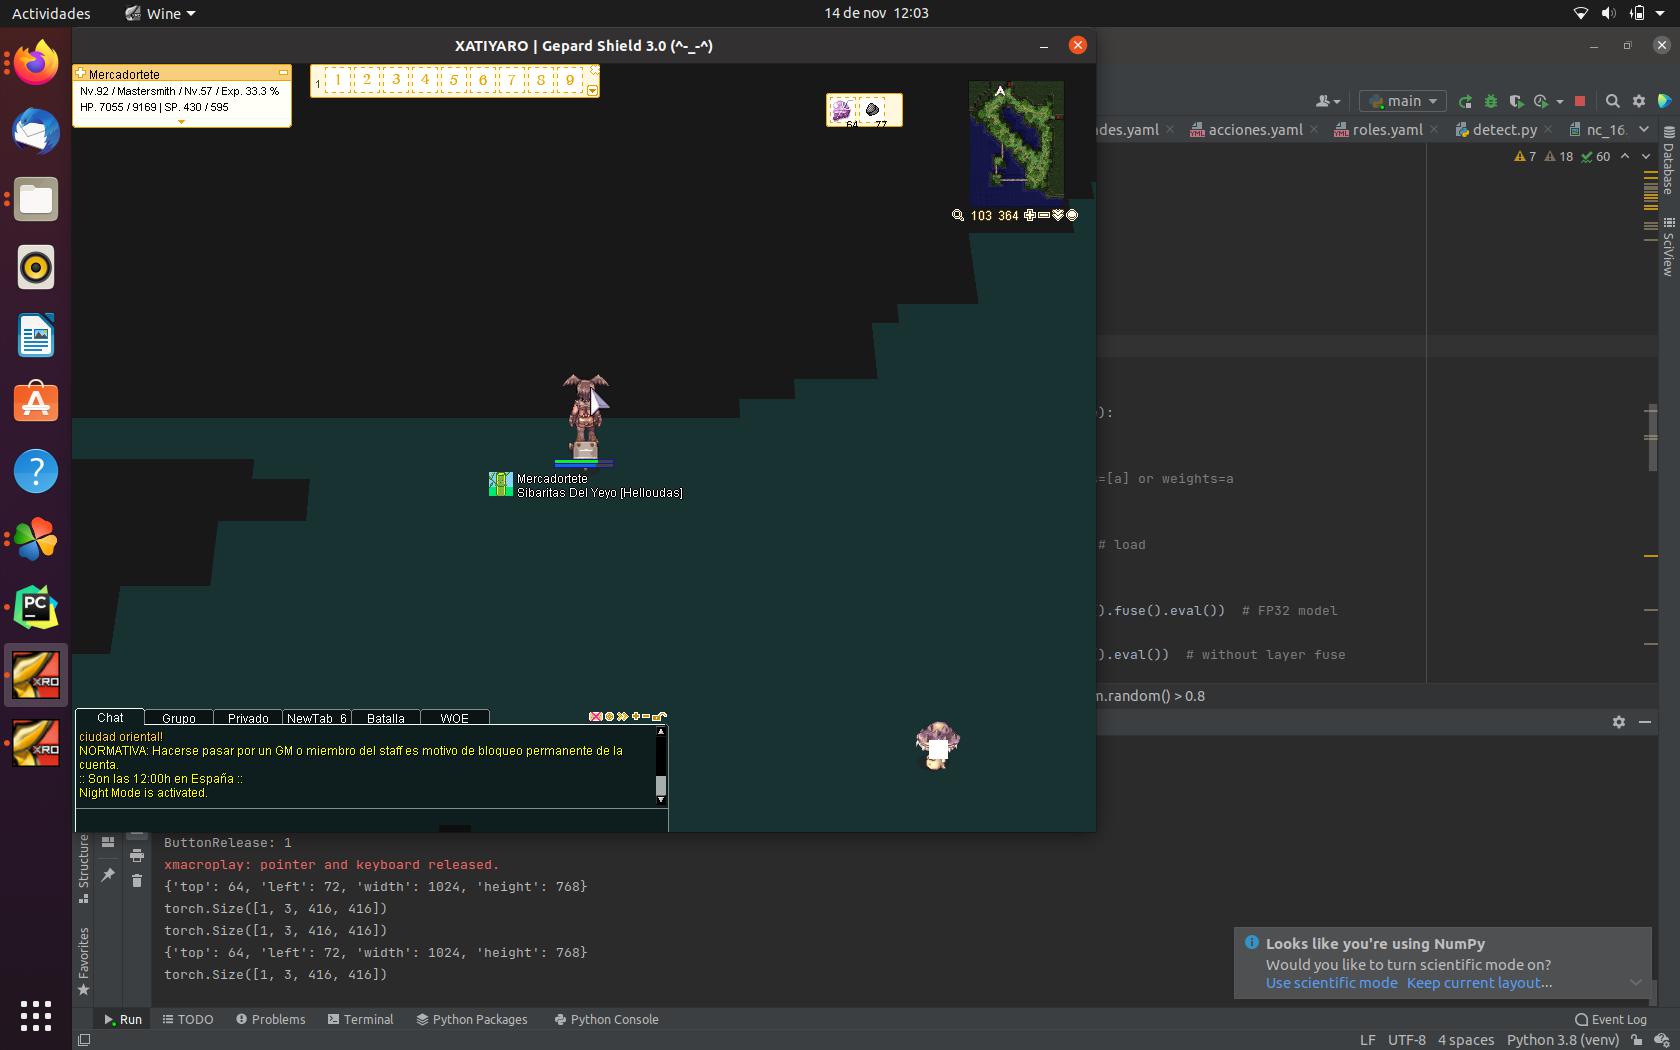 Actividades
Wine
14 de nov 12:03
XATIYARO | Gepard Shield 3.0 (^-_-^)
Mercadortete
Nv.92 / Mastersmith / Nv.57 / Exp. 33.3 %
HP. 7055 / 9169 | SP. 430 / 595
1 1 2 3 4 5 6 7 8 9
64 77
103 364
main
des.yaml
acciones.yaml
roles.yaml
detect.py
nc_16.
7 18 60
Database
SciView
):
=[a] or weights=a
# load
).fuse().eval()) # FP32 model
).eval()) # without layer fuse
m.random() > 0.8
Mercadortete
Sibaritas Del Yeyo [Helloudas]
Chat
Grupo
Privado
NewTab_6
Batalla
WOE
ciudad oriental!
NORMATIVA: Hacerse pasar por un GM o miembro del staff es motivo de bloqueo permanente de la
cuenta.
:: Son las 12:00h en España ::
Night Mode is activated.
PC
XRO
XRO
Structure
Favorites
ButtonRelease: 1
xmacroplay: pointer and keyboard released.
{'top': 64, 'left': 72, 'width': 1024, 'height': 768}
torch.Size([1, 3, 416, 416])
torch.Size([1, 3, 416, 416])
{'top': 64, 'left': 72, 'width': 1024, 'height': 768}
torch.Size([1, 3, 416, 416])
Looks like you're using NumPy
Would you like to turn scientific mode on?
Use scientific mode Keep current layout...
Run
TODO
Problems
Terminal
Python Packages
Python Console
Event Log
LF UTF-8 4 spaces Python 3.8 (venv)